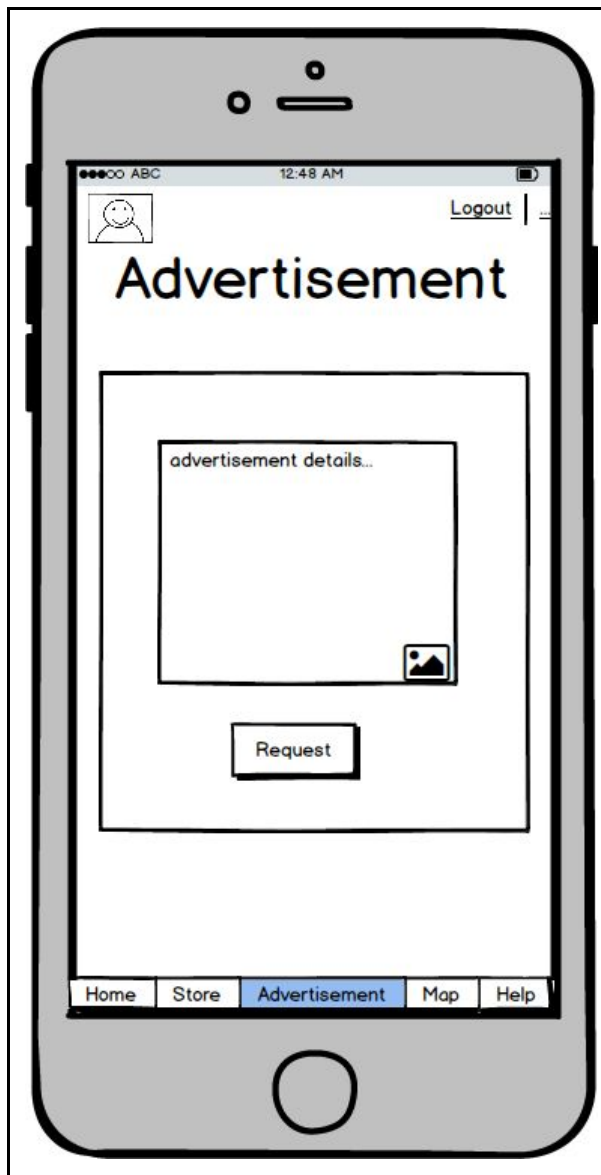 ABC 12:48 AM
Logout | ...
Advertisement
advertisement details...
Request
Home Store Advertisement Map Help